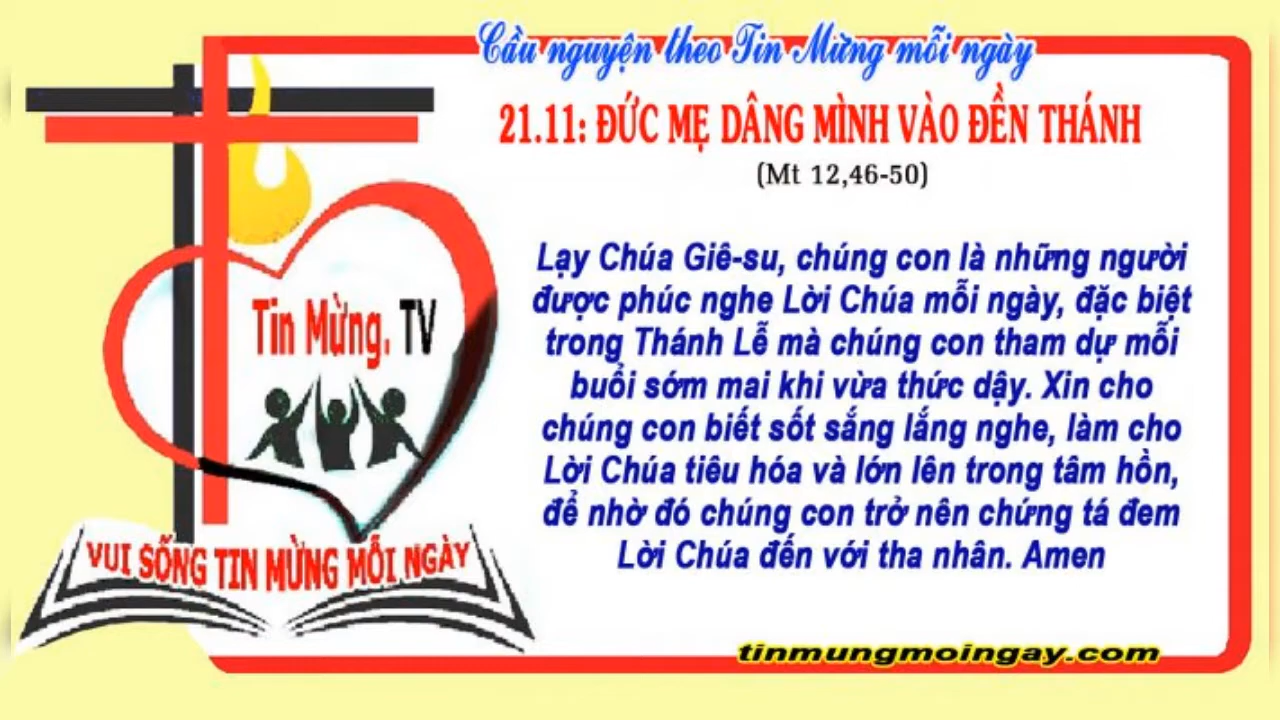 Cầu nguyện theo Tin Mừng mỗi ngày
21.11: ĐỨC MẸ DÂNG MÌNH VÀO ĐỀN THÁNH
(Mt 12,46-50)
Lạy Chúa Giê-su, chúng con là những người
được phúc nghe Lời Chúa mỗi ngày, đặc biệt
trong Thánh Lễ mà chúng con tham dự mỗi
buổi sớm mai khi vừa thức dậy. Xin cho
chúng con biết sốt sắng lắng nghe, làm cho
Lời Chúa tiêu hóa và lớn lên trong tâm hồn,
để nhờ đó chúng con trở nên chứng tá đem
Lời Chúa đến với tha nhân. Amen
Tin Mừng. TV
VUI SỐNG TIN MỪNG MỖI NGÀY
tinmungmoingay.com